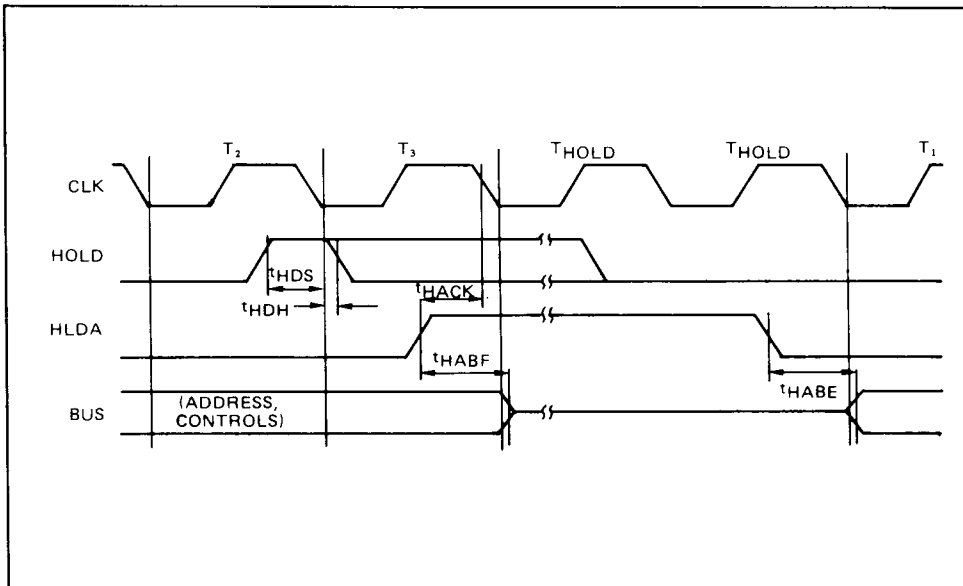 T2 T3 THOLD THOLD T1
CLK
HOLD
tHDS
tHACK
tHDH
HLDA
tHABF
tHABE
(ADDRESS,
BUS
CONTROLS)